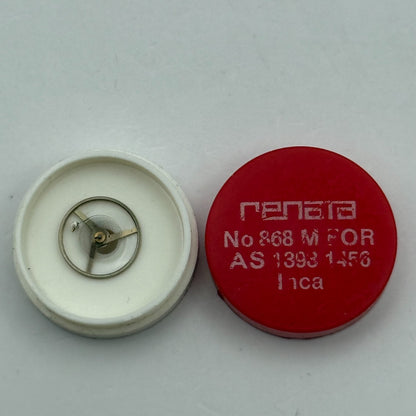 renata
No 868 M FOR
AS 1393 1456
Inca